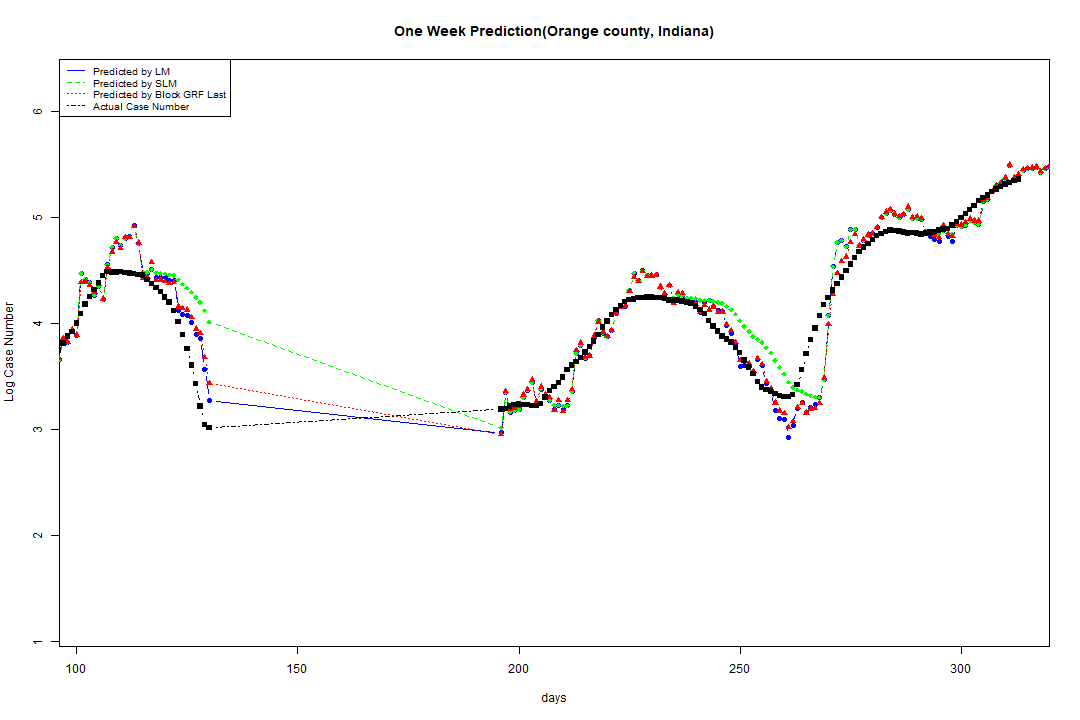 One Week Prediction(Orange county, Indiana)
Predicted by LM
Predicted by SLM
Predicted by Block GRF Last
Actual Case Number
6
5
4
3
2
1
Log Case Number
100 150 200 250 300
days